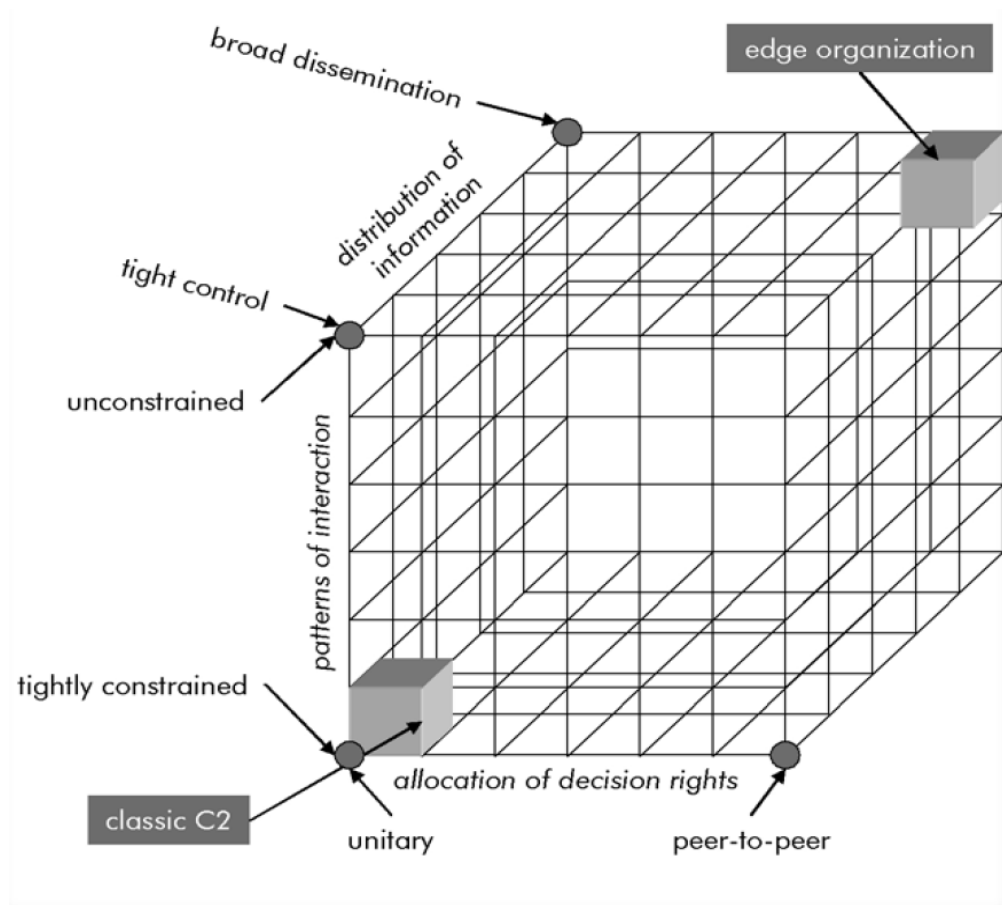 broad dissemination
edge organization
distribution of
information
tight control
unconstrained
patterns of interaction
tightly constrained
allocation of decision rights
classic C2
unitary
peer-to-peer